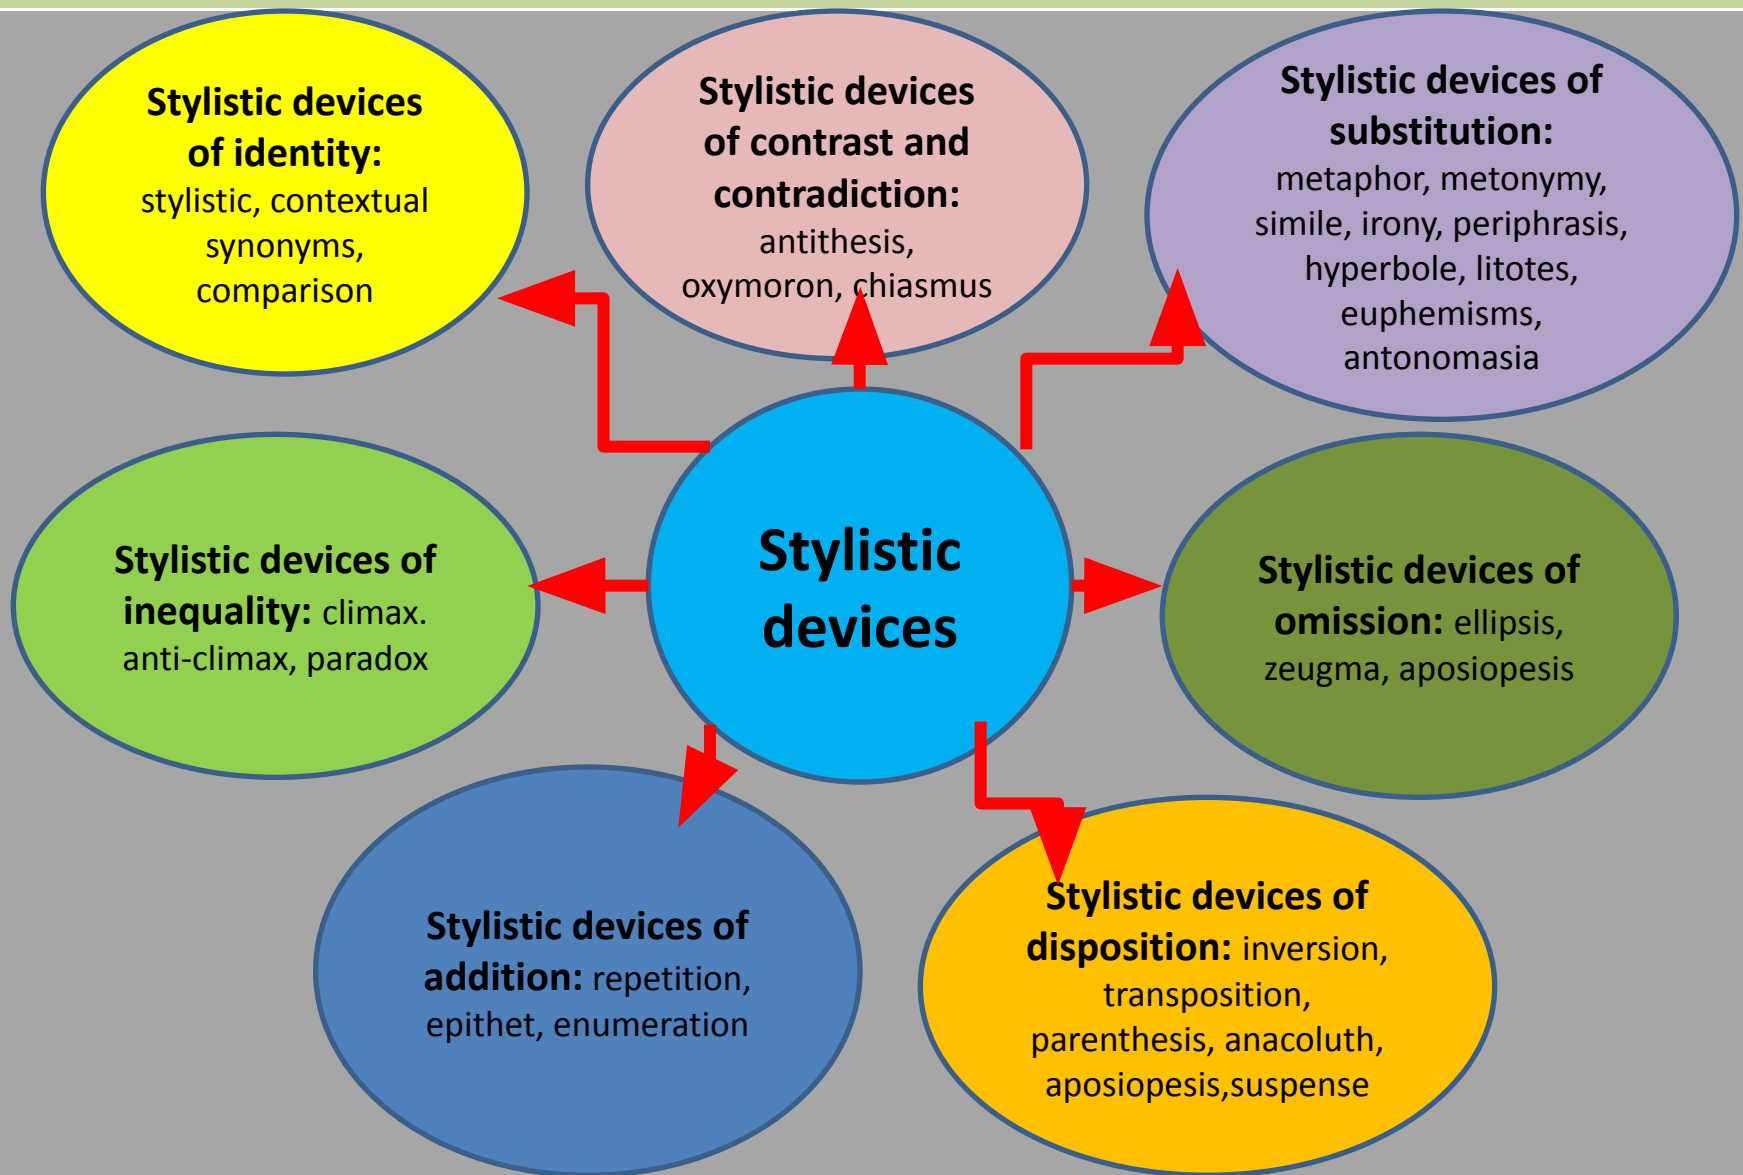 Stylistic devices
of identity:
stylistic, contextual
synonyms,
comparison
Stylistic devices
of contrast and
contradiction:
antithesis,
oxymoron, chiasmus
Stylistic devices of
substitution:
metaphor, metonymy,
simile, irony, periphrasis,
hyperbole, litotes,
euphemisms,
antonomasia
Stylistic devices of
inequality: climax.
anti-climax, paradox
Stylistic
devices
Stylistic devices of
omission: ellipsis,
zeugma, aposiopesis
Stylistic devices of
addition: repetition,
epithet, enumeration
Stylistic devices of
disposition: inversion,
transposition,
parenthesis, anacoluth,
aposiopesis,suspense